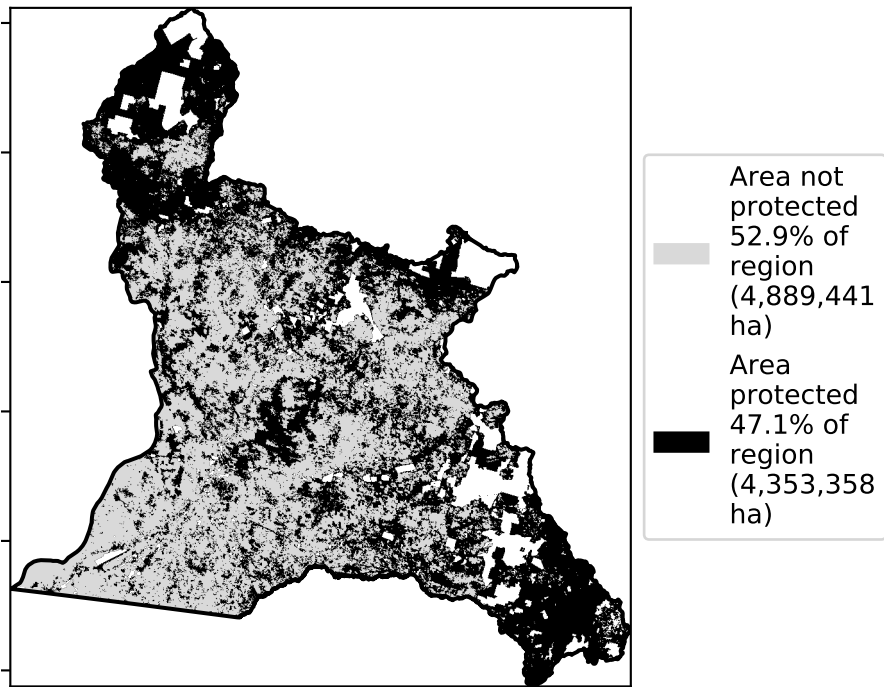 Area not
protected
52.9% of
region
(4,889,441
ha)
Area
protected
47.1% of
region
(4,353,358
ha)